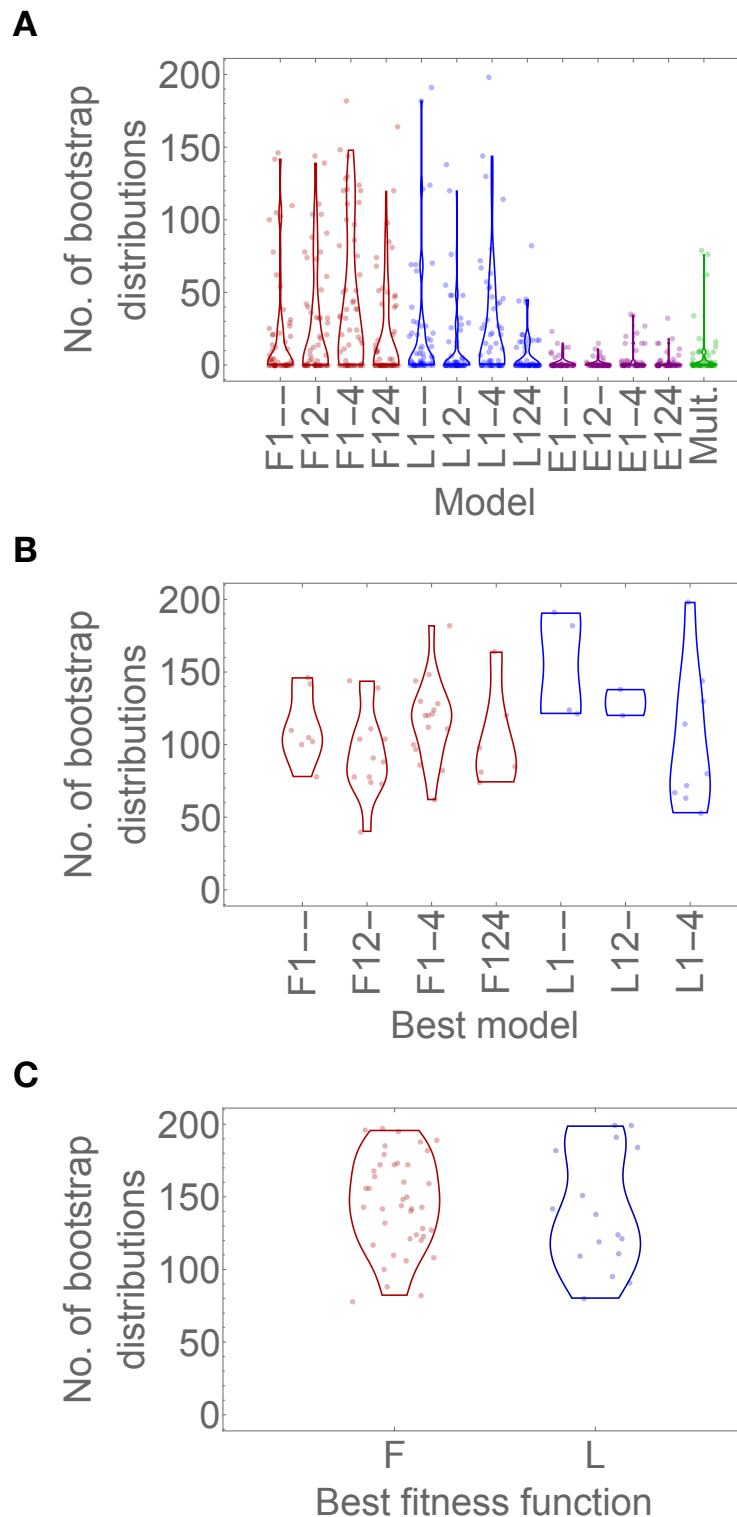 A
No. of bootstrap
distributions
200
150
100
50
0
F1−−
F12−
F1−4
F124
L1−−
L12−
L1−4
L124
E1−−
E12−
E1−4
E124
Mult.
Model
B
No. of bootstrap
distributions
200
150
100
50
0
F1−−
F12−
F1−4
F124
L1−−
L12−
L1−4
Best model
C
No. of bootstrap
distributions
200
150
100
50
0
F
L
Best fitness function